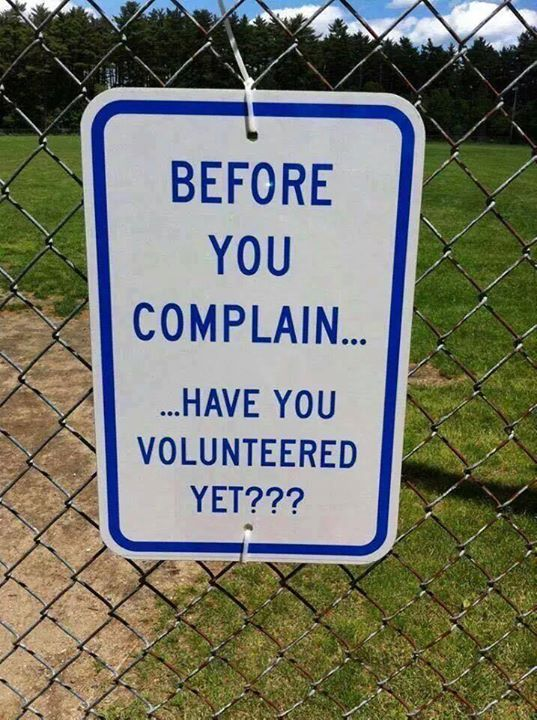 BEFORE
YOU
COMPLAIN...
...HAVE YOU
VOLUNTEERED
YET???